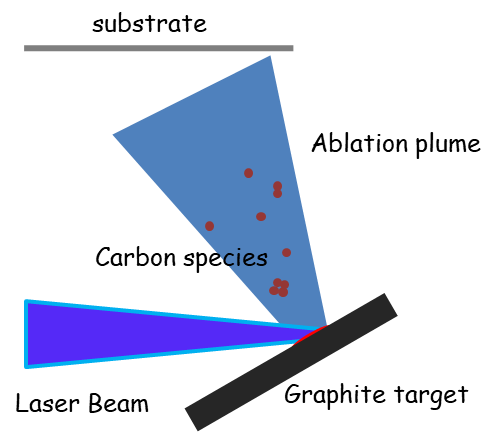 substrate
Ablation plume
Carbon species
Graphite target
Laser Beam